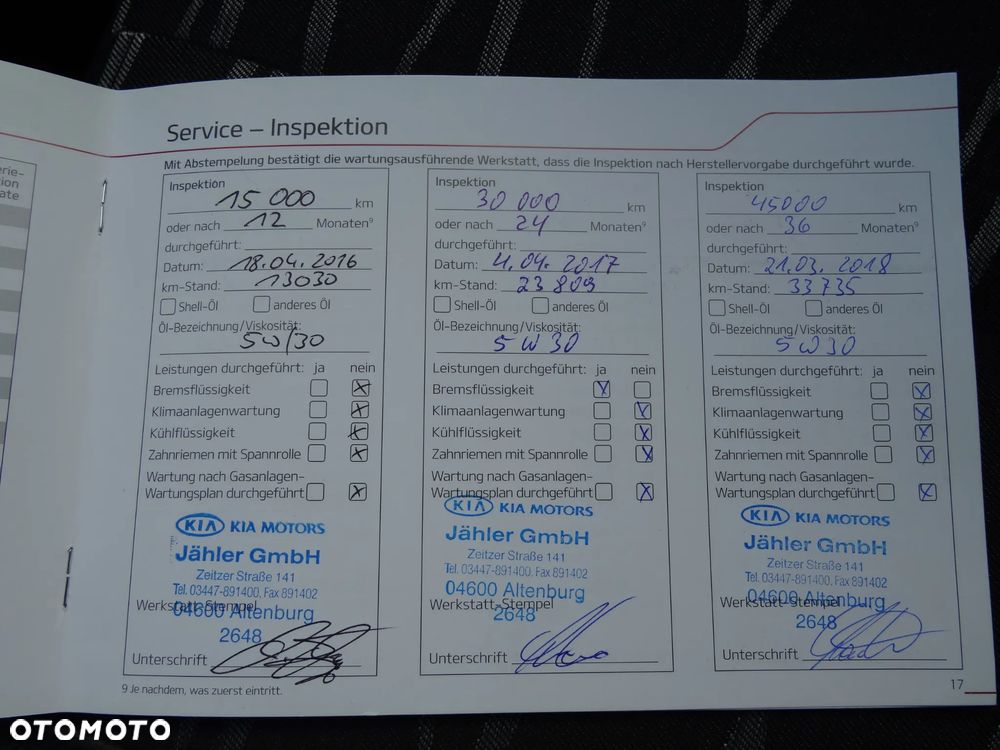 erie-
tion
ate
Service – Inspektion
Mit Abstempelung bestätigt die wartungsausführende Werkstatt, dass die Inspektion nach Herstellervorgabe durchgeführt wurde.
Inspektion
15 000 km
oder nach 12 Monaten⁹
durchgeführt:
Datum: 18.04.2016
km-Stand: 13030
Shell-Öl anderes Öl
Öl-Bezeichnung/Viskosität:
5W/30
Leistungen durchgeführt: ja nein
Bremsflüssigkeit X
Klimaanlagenwartung X
Kühlflüssigkeit X
Zahnriemen mit Spannrolle X
Wartung nach Gasanlagen–
Wartungsplan durchgeführt X
KIA KIA MOTORS
Jähler GmbH
Zeitzer Straße 141
Tel. 03447-891400. Fax 891402
Werkstatt-Stempel
04600 Altenburg
2648
Unterschrift
Inspektion
30 000 km
oder nach 24 Monaten⁹
durchgeführt:
Datum: 4.04.2017
km-Stand: 23 809
Shell-Öl anderes Öl
Öl-Bezeichnung/Viskosität:
5W30
Leistungen durchgeführt: ja nein
Bremsflüssigkeit X
Klimaanlagenwartung X
Kühlflüssigkeit X
Zahnriemen mit Spannrolle X
Wartung nach Gasanlagen–
Wartungsplan durchgeführt X
KIA KIA MOTORS
Jähler GmbH
Zeitzer Straße 141
Tel. 03447-891400. Fax 891402
04600 Altenburg
Werkstatt-Stempel
2648
Unterschrift
Inspektion
45000 km
oder nach 36 Monaten⁹
durchgeführt:
Datum: 21.03.2018
km-Stand: 33735
Shell-Öl anderes Öl
Öl-Bezeichnung/Viskosität:
5W30
Leistungen durchgeführt: ja nein
Bremsflüssigkeit X
Klimaanlagenwartung X
Kühlflüssigkeit X
Zahnriemen mit Spannrolle X
Wartung nach Gasanlagen–
Wartungsplan durchgeführt X
KIA KIA MOTORS
Jähler GmbH
Zeitzer Straße 141
Tel. 03447-891400. Fax 891402
04600 Altenburg
Werkstatt-Stempel
2648
Unterschrift
9 Je nachdem, was zuerst eintritt.
17
OTOMOTO